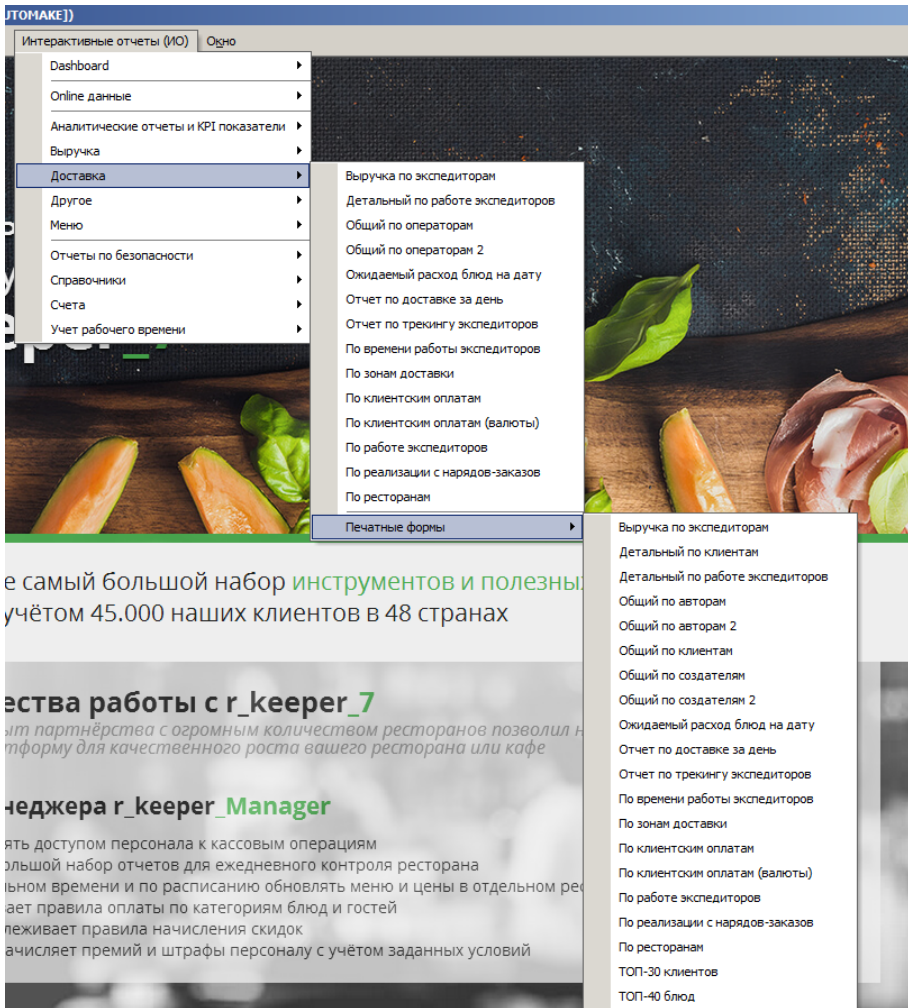 UTOMAKE])
Интерактивные отчеты (ИО) Окно
Dashboard
Online данные
Аналитические отчеты и KPI показатели
Выручка
Доставка
Другое
Меню
Отчеты по безопасности
Справочники
Счета
Учет рабочего времени
Выручка по экспедиторам
Детальный по работе экспедиторов
Общий по операторам
Общий по операторам 2
Ожидаемый расход блюд на дату
Отчет по доставке за день
Отчет по трекингу экспедиторов
По времени работы экспедиторов
По зонам доставки
По клиентским оплатам
По клиентским оплатам (валюты)
По работе экспедиторов
По реализации с нарядов-заказов
По ресторанам
Печатные формы
Выручка по экспедиторам
Детальный по клиентам
Детальный по работе экспедиторов
Общий по авторам
Общий по авторам 2
Общий по клиентам
Общий по создателям
Общий по создателям 2
Ожидаемый расход блюд на дату
Отчет по доставке за день
Отчет по трекингу экспедиторов
По времени работы экспедиторов
По зонам доставки
По клиентским оплатам
По клиентским оплатам (валюты)
По работе экспедиторов
По реализации с нарядов-заказов
По ресторанам
ТОП-30 клиентов
ТОП-40 блюд
е самый большой набор инструментов и полезны
учётом 45.000 наших клиентов в 48 странах
ества работы с r_keeper_7
ыт партнёрства с огромным количеством ресторанов позволил н
тформу для качественного роста вашего ресторана или кафе
неджера r_keeper_Manager
ять доступом персонала к кассовым операциям
ольшой набор отчетов для ежедневного контроля ресторана
льном времени и по расписанию обновлять меню и цены в отдельном рес
вает правила оплаты по категориям блюд и гостей
леживает правила начисления скидок
ачисляет премий и штрафы персоналу с учётом заданных условий